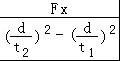 Fx
(d/t₂)² − (d/t₁)²